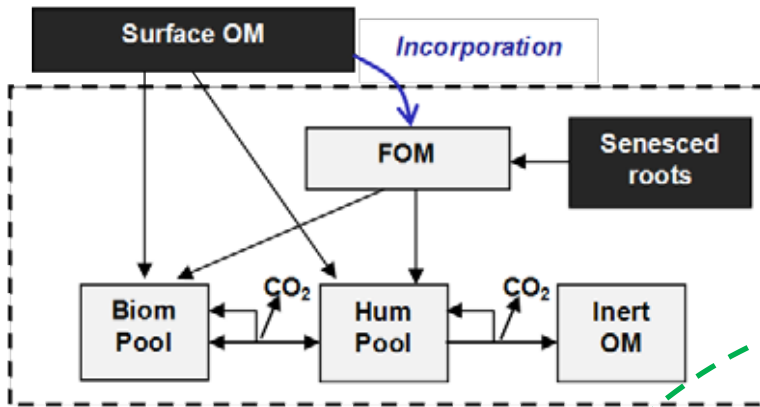 Surface OM
Incorporation
FOM
Senesced
roots
CO₂
CO₂
Biom
Pool
Hum
Pool
Inert
OM